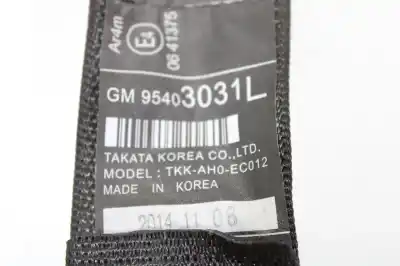 Ar4m
E4
06 41375
GM 95403031L
TAKATA KOREA CO.,LTD.
MODEL : TKK-AH0-EC012
MADE IN KOREA
2014.11 06